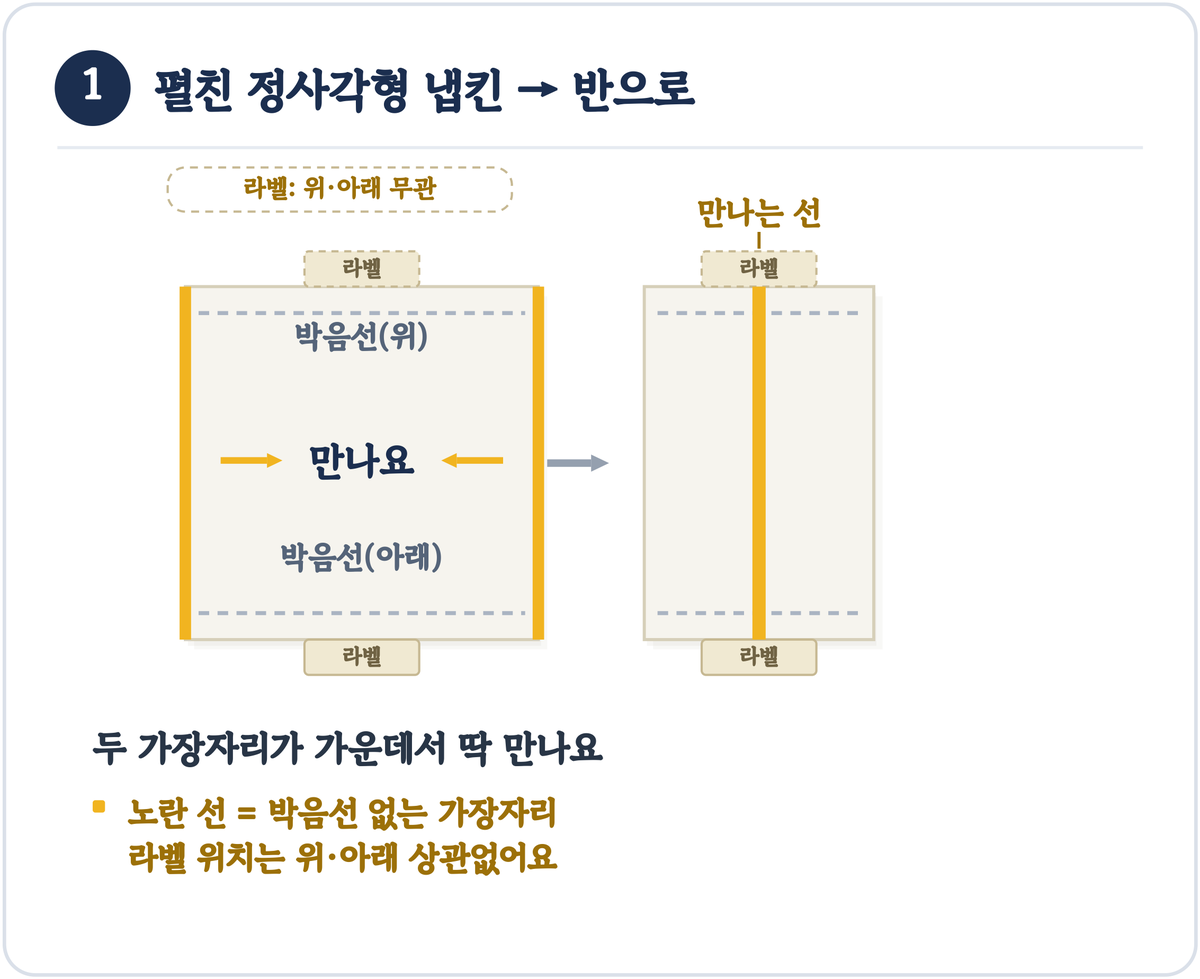 1
펼친 정사각형 냅킨 → 반으로
라벨: 위·아래 무관
라벨
박음선(위)
만나요
박음선(아래)
라벨
만나는 선
라벨
라벨
두 가장자리가 가운데서 딱 만나요
노란 선 = 박음선 없는 가장자리
라벨 위치는 위·아래 상관없어요